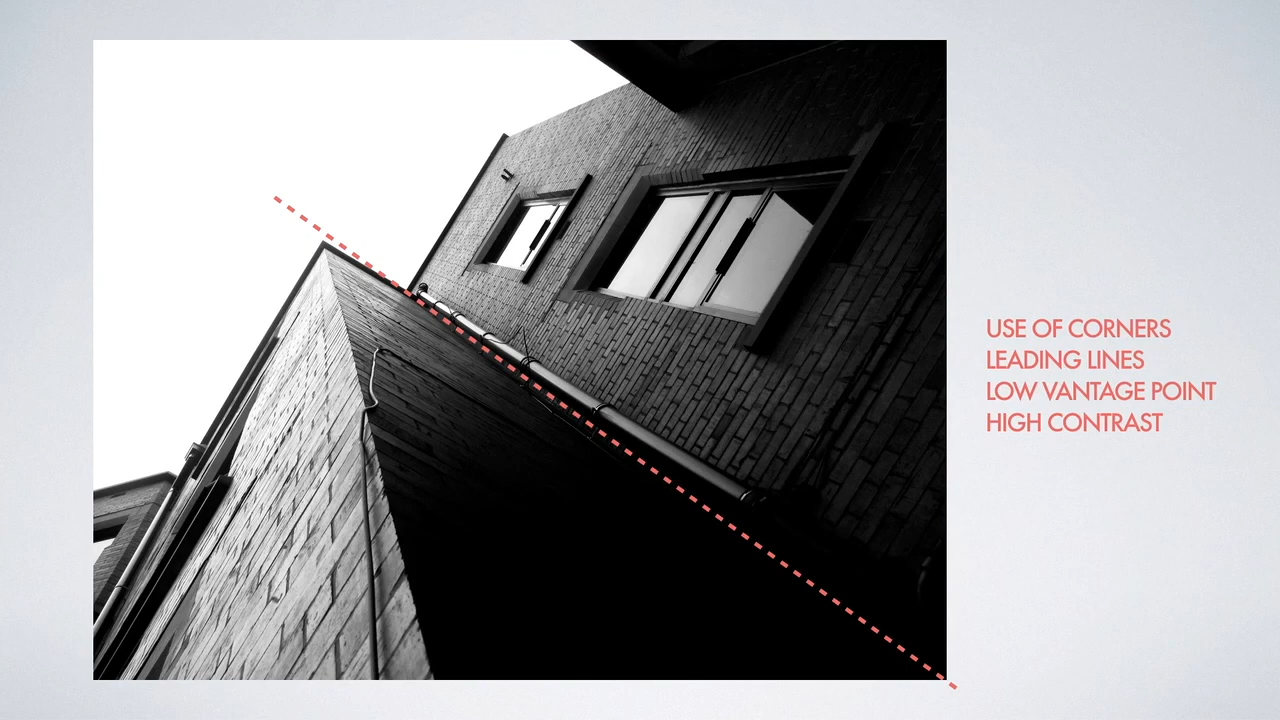 USE OF CORNERS
LEADING LINES
LOW VANTAGE POINT
HIGH CONTRAST